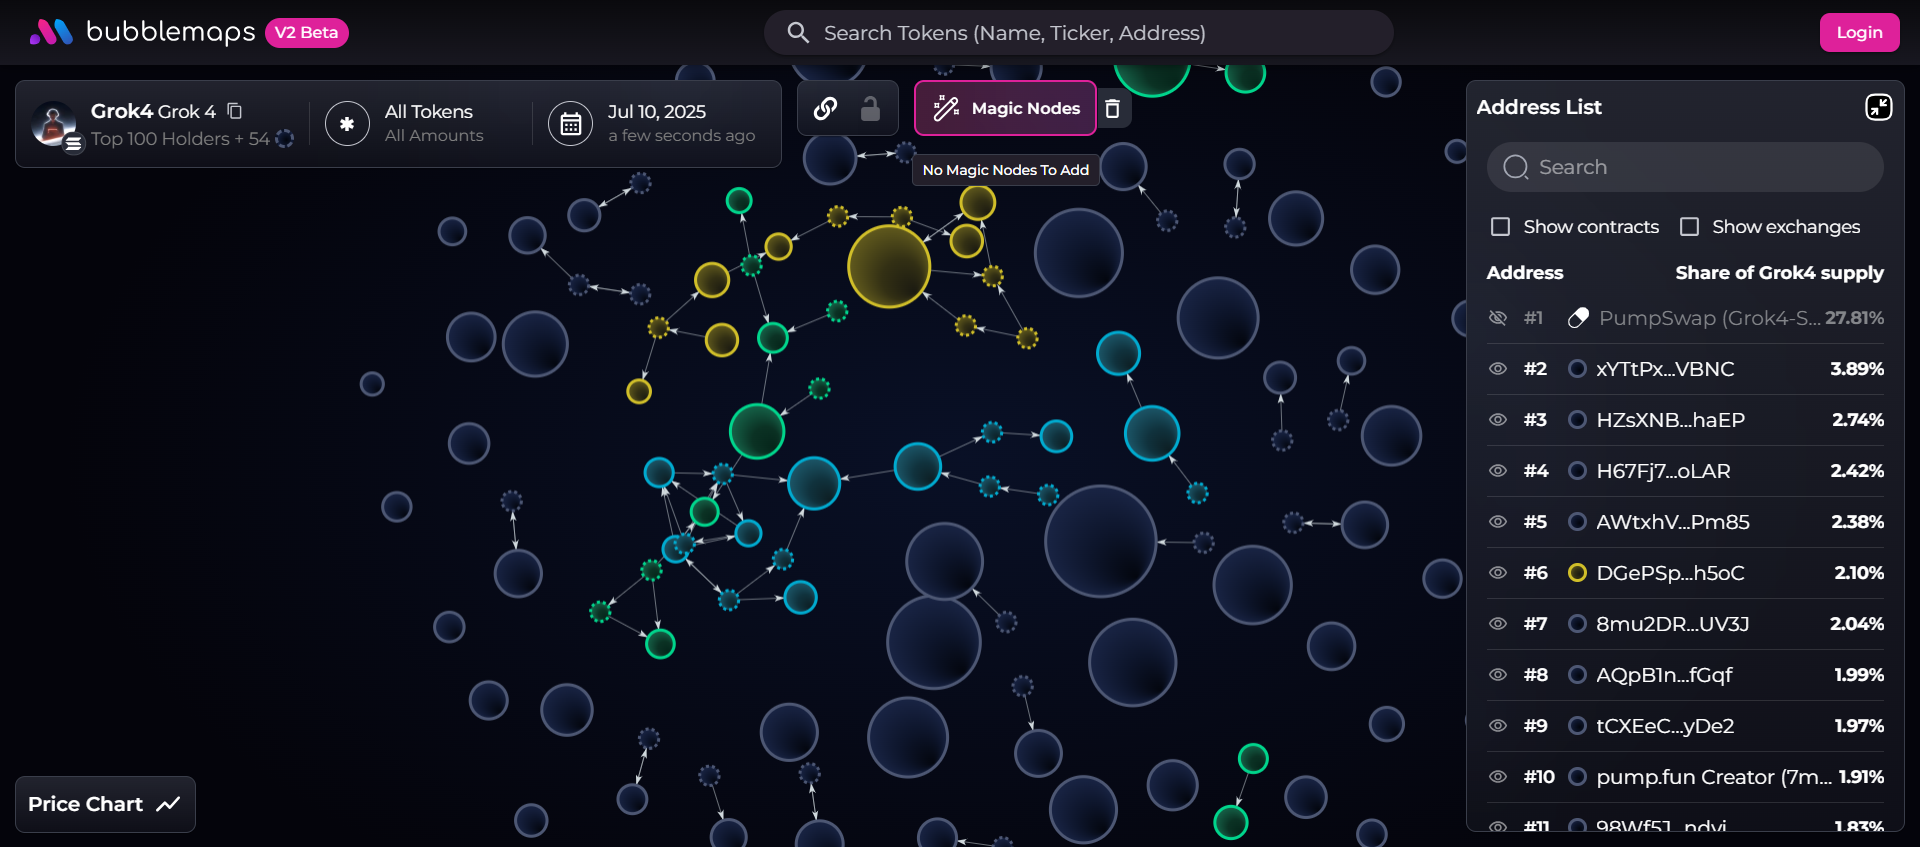 bubblemaps V2 Beta
Search Tokens (Name, Ticker, Address)
Login
Grok4 Grok 4
Top 100 Holders + 54
All Tokens
All Amounts
Jul 10, 2025
a few seconds ago
Magic Nodes
No Magic Nodes To Add
Address List
Search
Show contracts Show exchanges
Address Share of Grok4 supply
#1 PumpSwap (Grok4-S... 27.81%
#2 xYTtPx...VBNC 3.89%
#3 HZsXNB...haEP 2.74%
#4 H67Fj7...oLAR 2.42%
#5 AWtxhV...Pm85 2.38%
#6 DGePSp...h5oC 2.10%
#7 8mu2DR...UV3J 2.04%
#8 AQpB1n...fGqf 1.99%
#9 tCXEeC...yDe2 1.97%
#10 pump.fun Creator (7m... 1.91%
#11 98Wf5J...ndvi 1.83%
Price Chart